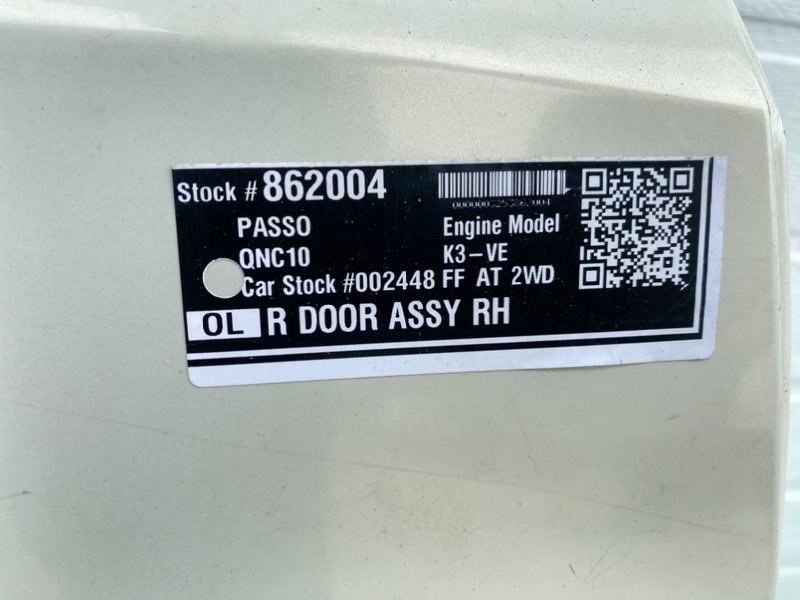 Stock # 862004
PASSO
Engine Model
QNC10
K3-VE
Car Stock #002448 FF AT 2WD
OL R DOOR ASSY RH